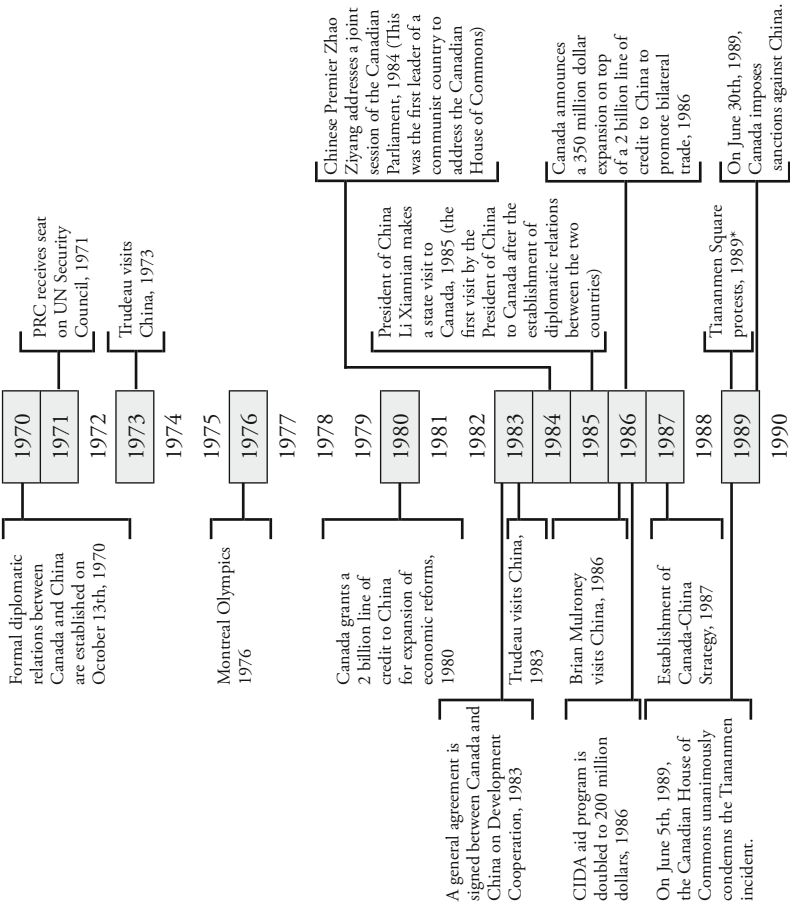 Formal diplomatic
relations between
Canada and China
are established on
October 13th, 1970
Montreal Olympics
1976
Canada grants a
2 billion line of
credit to China
for expansion of
economic reforms,
1980
A general agreement is
signed between Canada and
China on Development
Cooperation, 1983
Trudeau visits China,
1983
Brian Mulroney
visits China, 1986
CIDA aid program is
doubled to 200 million
dollars, 1986
Establishment of
Canada-China
Strategy, 1987
On June 5th, 1989,
the Canadian House of
Commons unanimously
condemns the Tiananmen
incident.
1970
1971
1972
1973
1974
1975
1976
1977
1978
1979
1980
1981
1982
1983
1984
1985
1986
1987
1988
1989
1990
PRC receives seat
on UN Security
Council, 1971
Trudeau visits
China, 1973
Chinese Premier Zhao
Ziyang addresses a joint
session of the Canadian
Parliament, 1984 (This
was the first leader of a
communist country to
address the Canadian
House of Commons)
President of China
Li Xiannian makes
a state visit to
Canada, 1985 (the
first visit by the
President of China
to Canada after the
establishment of
diplomatic relations
between the two
countries)
Canada announces
a 350 million dollar
expansion on top
of a 2 billion line of
credit to China to
promote bilateral
trade, 1986
Tiananmen Square
protests, 1989*
On June 30th, 1989,
Canada imposes
sanctions against China.